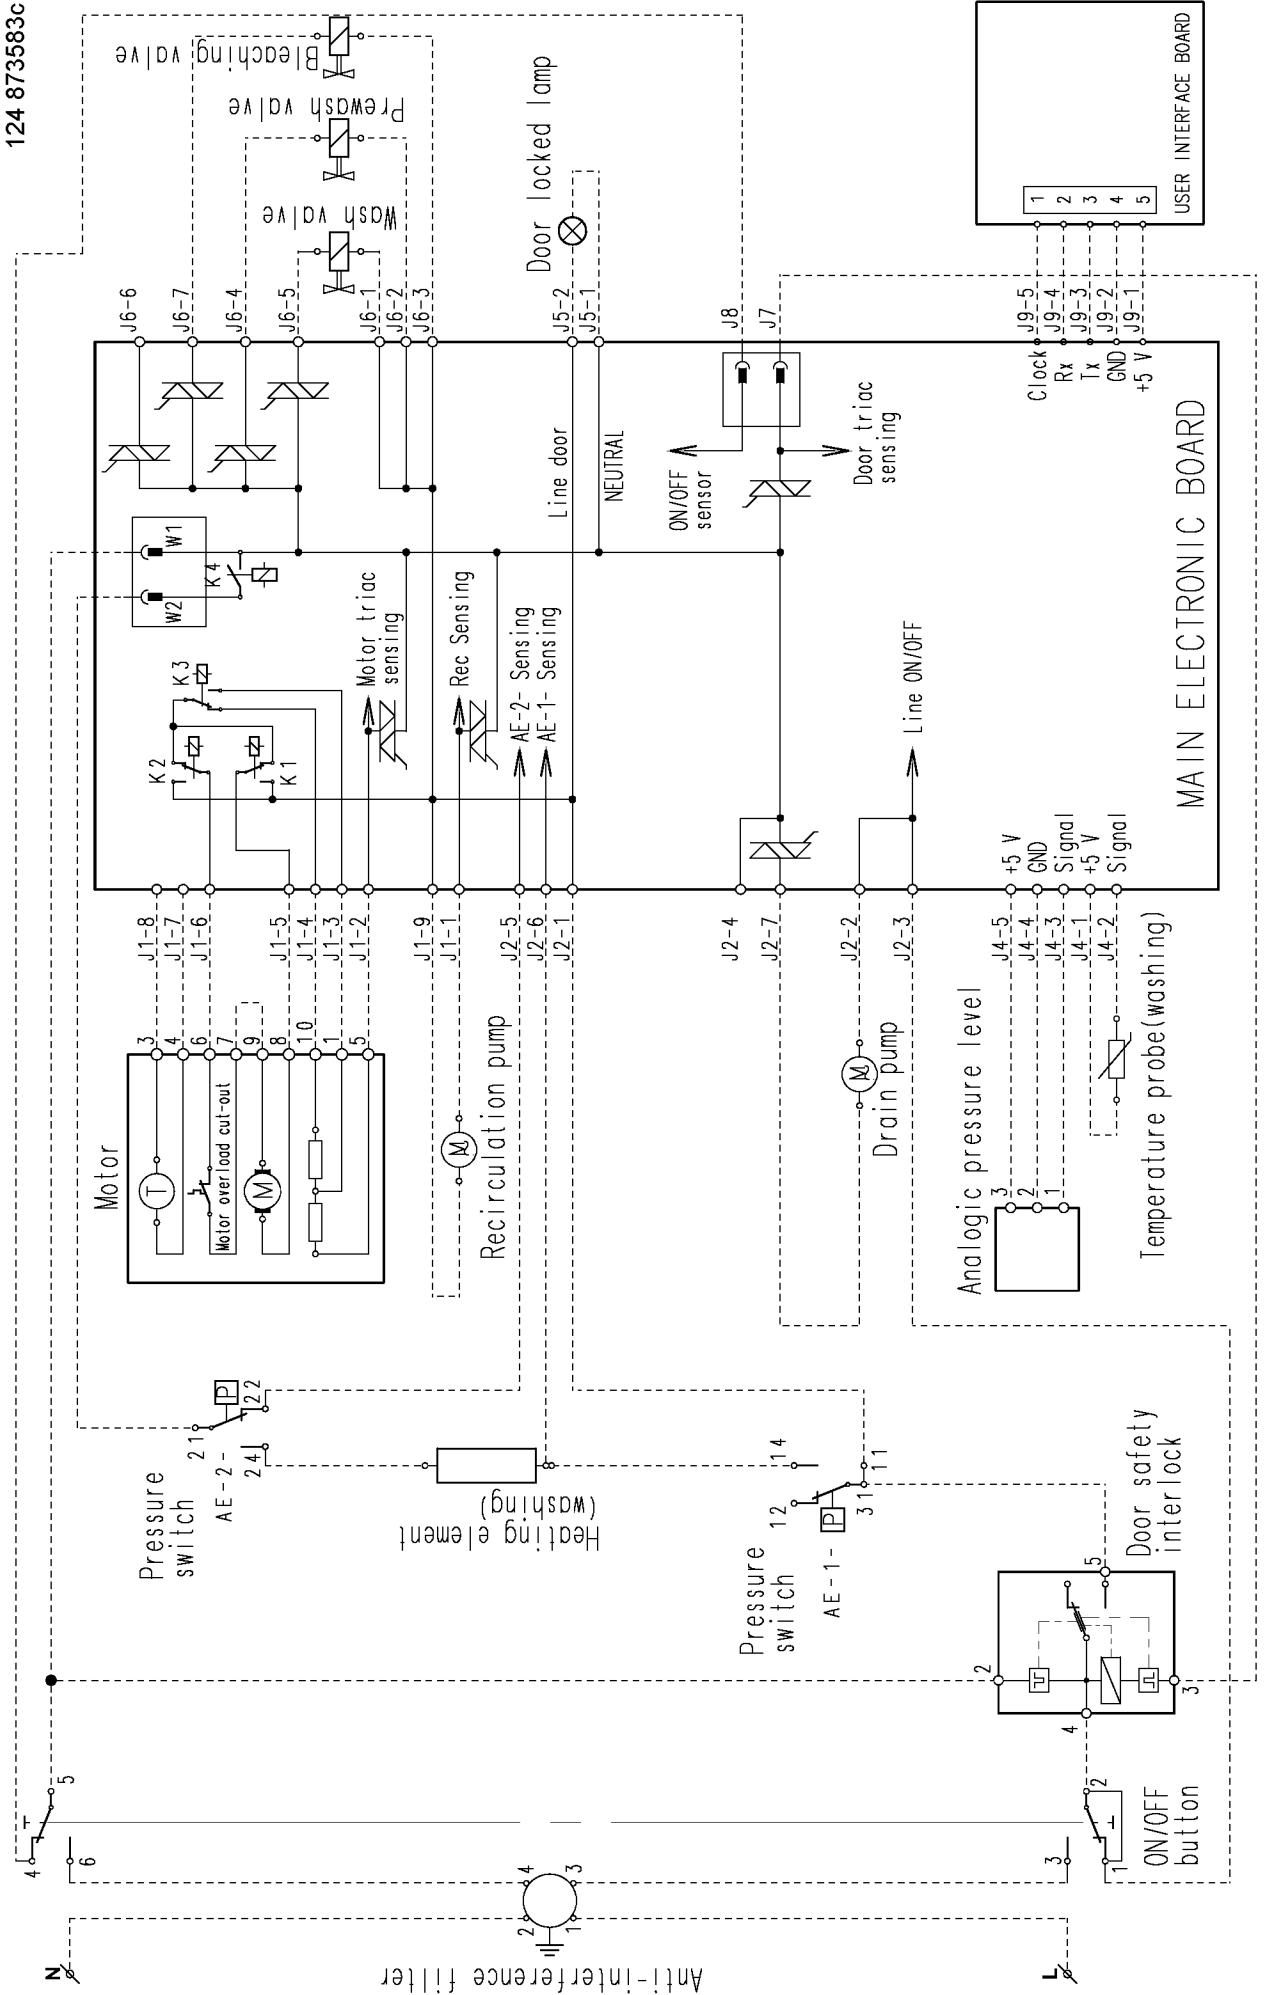 124 873583c
Bleaching valve
Prewash valve
Wash valve
Door locked lamp
J6-6
J6-7
J6-4
J6-5
J6-1
J6-2
J6-3
J5-2
J5-1
J8
J7
J9-5
J9-4
J9-3
J9-2
J9-1
1
2
3
4
5
USER INTERFACE BOARD
Clock
Rx
Tx
GND
+5 V
Line door
NEUTRAL
ON/OFF
sensor
Door triac
sensing
W1
W2
K4
K3
K2
K1
Motor triac
sensing
Rec Sensing
AE-2- Sensing
AE-1- Sensing
Line ON/OFF
MAIN ELECTRONIC BOARD
+5 V
GND
Signal
+5 V
Signal
J1-8
J1-7
J1-6
J1-5
J1-4
J1-3
J1-2
J1-9
J1-1
J2-5
J2-6
J2-1
J2-4
J2-7
J2-2
J2-3
J4-5
J4-4
J4-3
J4-1
J4-2
3
4
6
7
9
8
10
1
5
Motor
T
Motor overload cut-out
M
M
Recirculation pump
M
Drain pump
Analogic pressure level
3
2
1
Temperature probe(washing)
Pressure
switch
AE-2-
P
21
22
24
Heating element
(washing)
Pressure
switch
AE-1-
P
14
12
11
31
Door safety
interlock
5
2
3
4
5
4
6
ON/OFF
button
2
3
1
4
3
2
1
Anti-interference filter
N
L